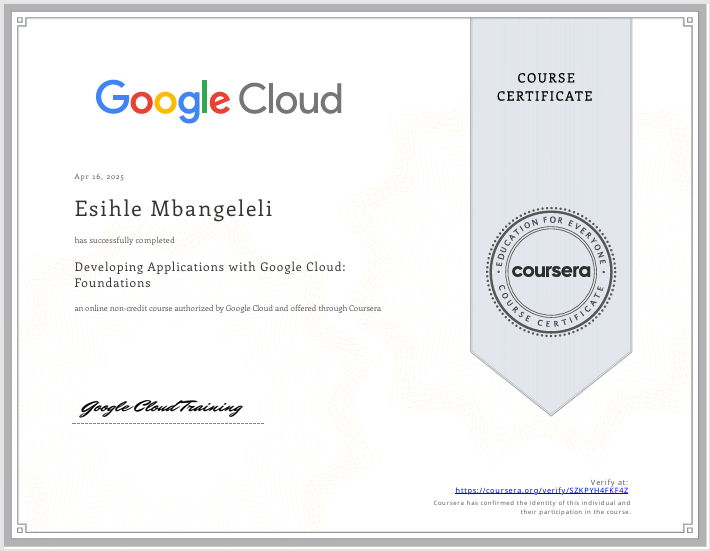 Google Cloud
COURSE
CERTIFICATE
Apr 16, 2025
Esihle Mbangeleli
has successfully completed
Developing Applications with Google Cloud:
Foundations
an online non-credit course authorized by Google Cloud and offered through Coursera
EDUCATION FOR EVERYONE
coursera
COURSE CERTIFICATE
Google Cloud Training
Verify at:
https://coursera.org/verify/SZKPYH4FKF4Z
Coursera has confirmed the identity of this individual and
their participation in the course.